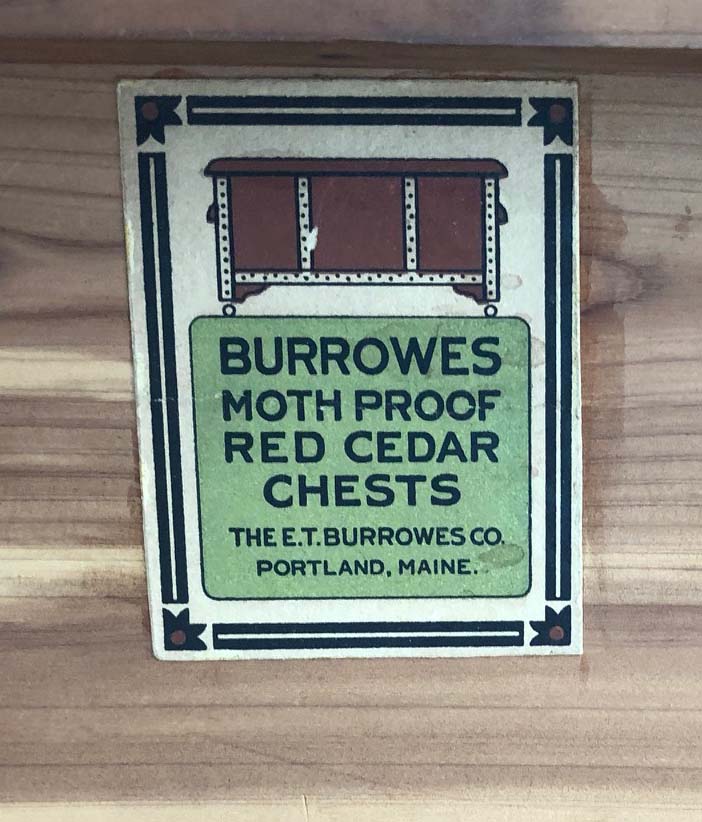 BURROWES
MOTH PROOF
RED CEDAR
CHESTS
THE E.T. BURROWES CO.
PORTLAND, MAINE.